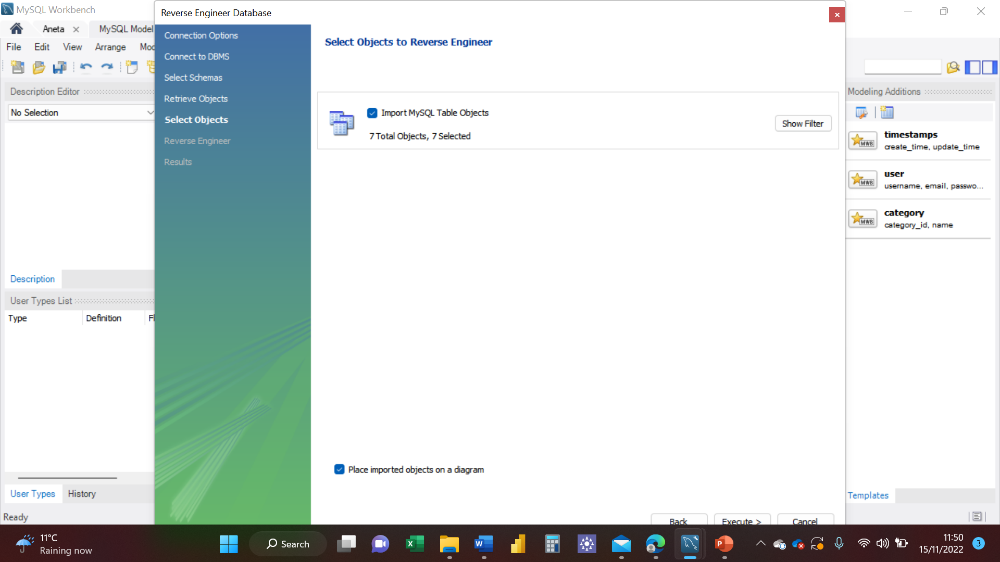 MySQL Workbench
Reverse Engineer Database
Aneta
MySQL Model
File Edit View Arrange
Description Editor
No Selection
Description
User Types List
Type Definition
User Types History
Ready
Connection Options
Connect to DBMS
Select Schemas
Retrieve Objects
Select Objects
Reverse Engineer
Results
Select Objects to Reverse Engineer
Import MySQL Table Objects
7 Total Objects, 7 Selected
Show Filter
Place imported objects on a diagram
Back Execute > Cancel
Modeling Additions
MWB
timestamps
create_time, update_time
MWB
user
username, email, passwo...
MWB
category
category_id, name
Templates
11°C
Raining now
Search
X
W
P
11:50
15/11/2022
3